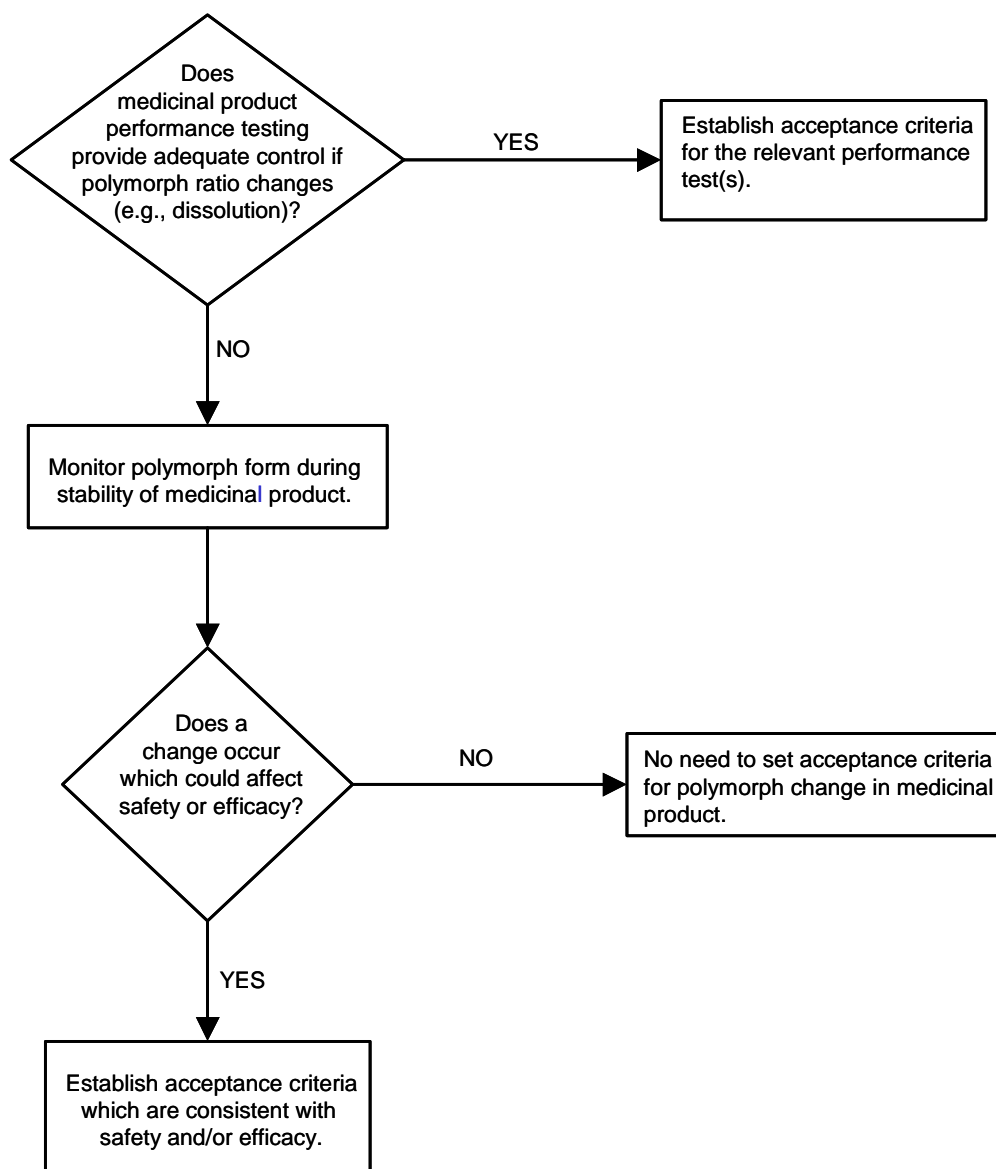 Does
medicinal product
performance testing
provide adequate control if
polymorph ratio changes
(e.g., dissolution)?
YES
Establish acceptance criteria
for the relevant performance
test(s).
NO
Monitor polymorph form during
stability of medicinal product.
Does a
change occur
which could affect
safety or efficacy?
NO
No need to set acceptance criteria
for polymorph change in medicinal
product.
YES
Establish acceptance criteria
which are consistent with
safety and/or efficacy.